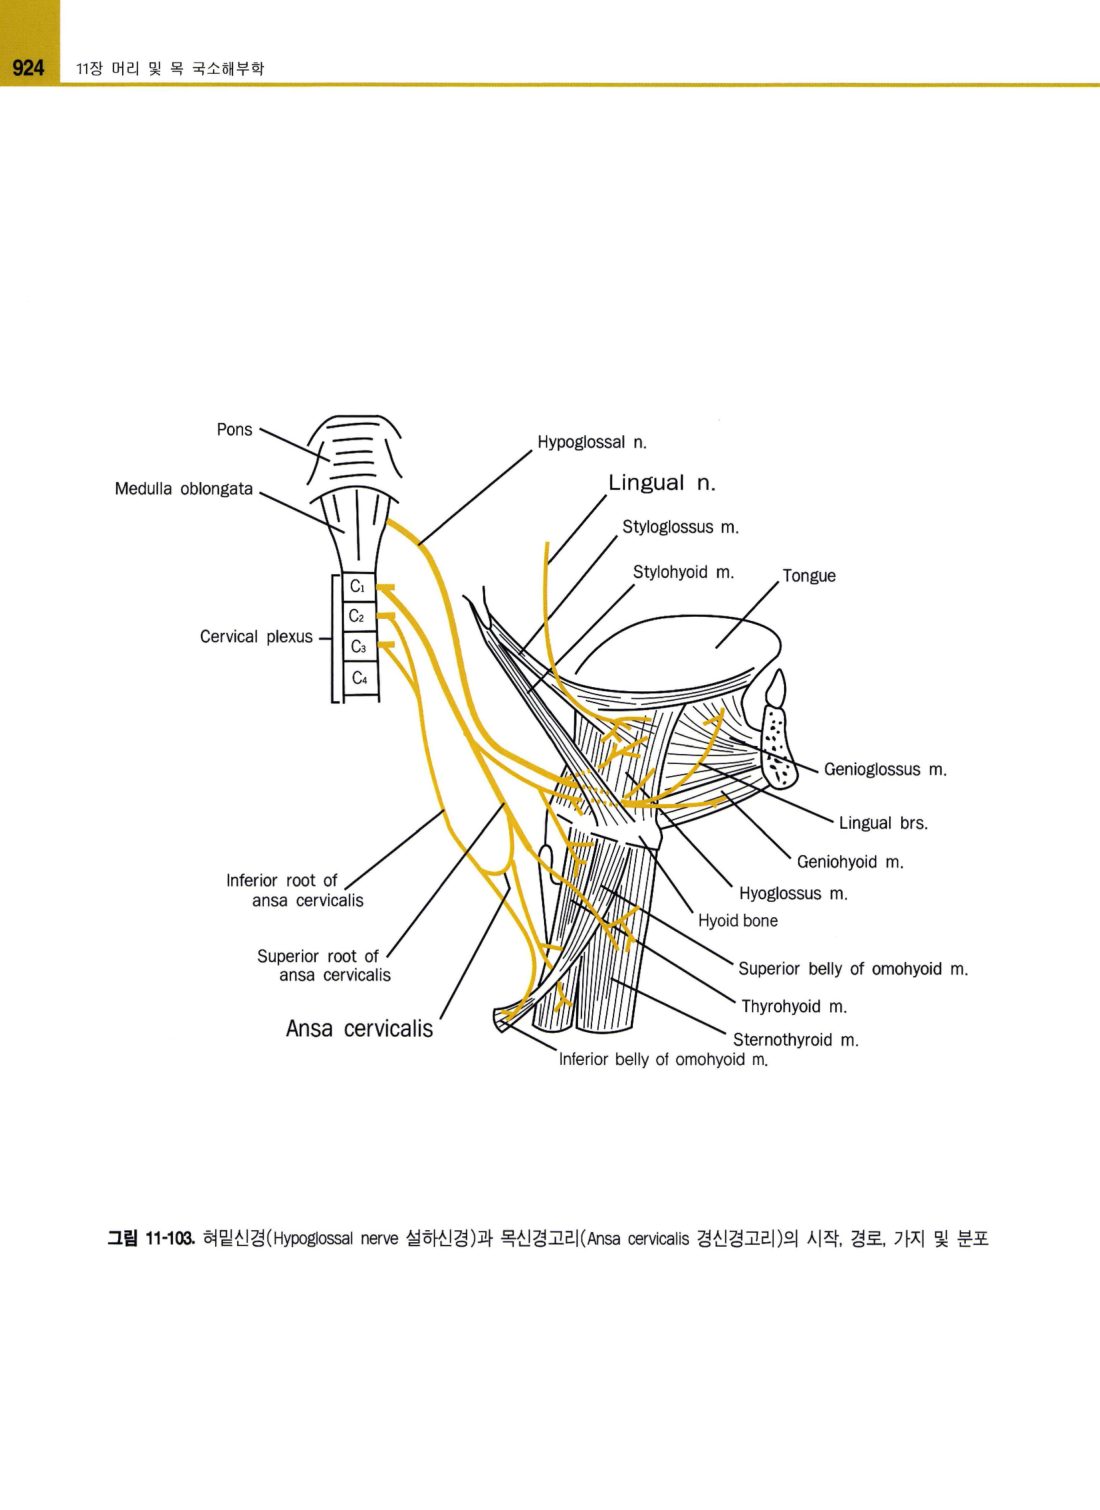 924
11장 머리 및 목 국소해부학
Pons
Hypoglossal n.
Medulla oblongata
Lingual n.
Styloglossus m.
Stylohyoid m.
Tongue
C1
C2
Cervical plexus
C3
C4
Genioglossus m.
Lingual brs.
Geniohyoid m.
Inferior root of
ansa cervicalis
Hyoglossus m.
Hyoid bone
Superior root of
ansa cervicalis
Superior belly of omohyoid m.
Thyrohyoid m.
Ansa cervicalis
Sternothyroid m.
Inferior belly of omohyoid m.
그림 11-103. 혀밑신경(Hypoglossal nerve 설하신경)과 목신경고리(Ansa cervicalis 경신경고리)의 시작, 경로, 가지 및 분포